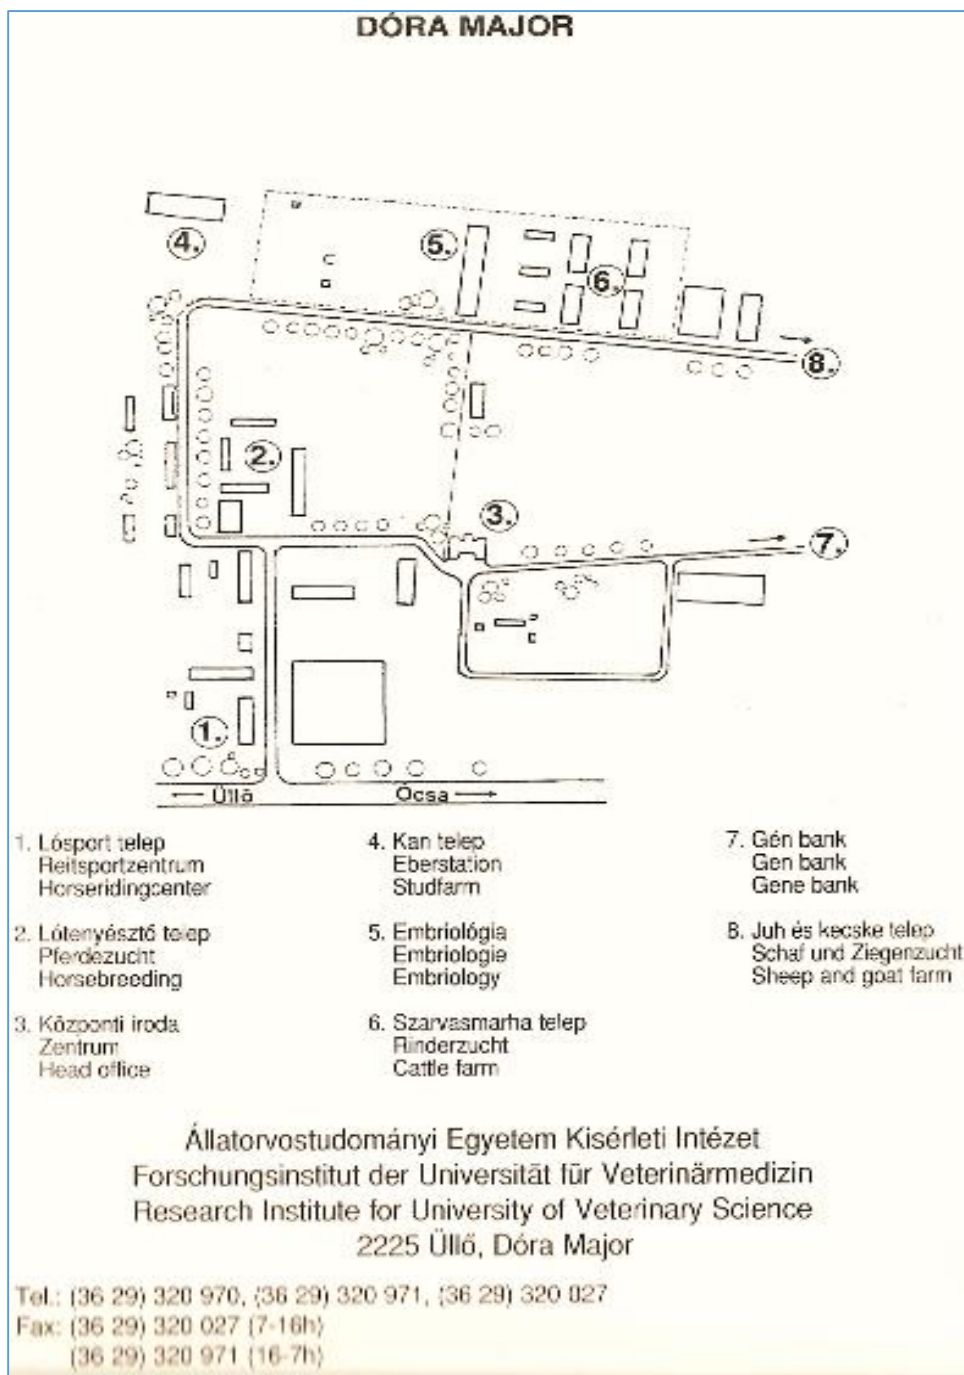 DÓRA MAJOR
4.
5.
6.
8.
2.
3.
7.
1.
Üllő
Ócsa
1. Lósport telep
Reitsportzentrum
Horseridingcenter
2. Lótenyésztő telep
Pferdezucht
Horsebreeding
3. Központi iroda
Zentrum
Head office
4. Kan telep
Eberstation
Studfarm
5. Embriológia
Embriologie
Embriology
6. Szarvasmarha telep
Rinderzucht
Cattle farm
7. Gén bank
Gen bank
Gene bank
8. Juh és kecske telep
Schaf und Ziegenzucht
Sheep and goat farm
Állatorvostudományi Egyetem Kisérleti Intézet
Forschungsinstitut der Universität für Veterinärmedizin
Research Institute for University of Veterinary Science
2225 Üllő, Dóra Major
Tel.: (36 29) 320 970, (36 29) 320 971, (36 29) 320 027
Fax: (36 29) 320 027 (7-16h)
(36 29) 320 971 (16-7h)